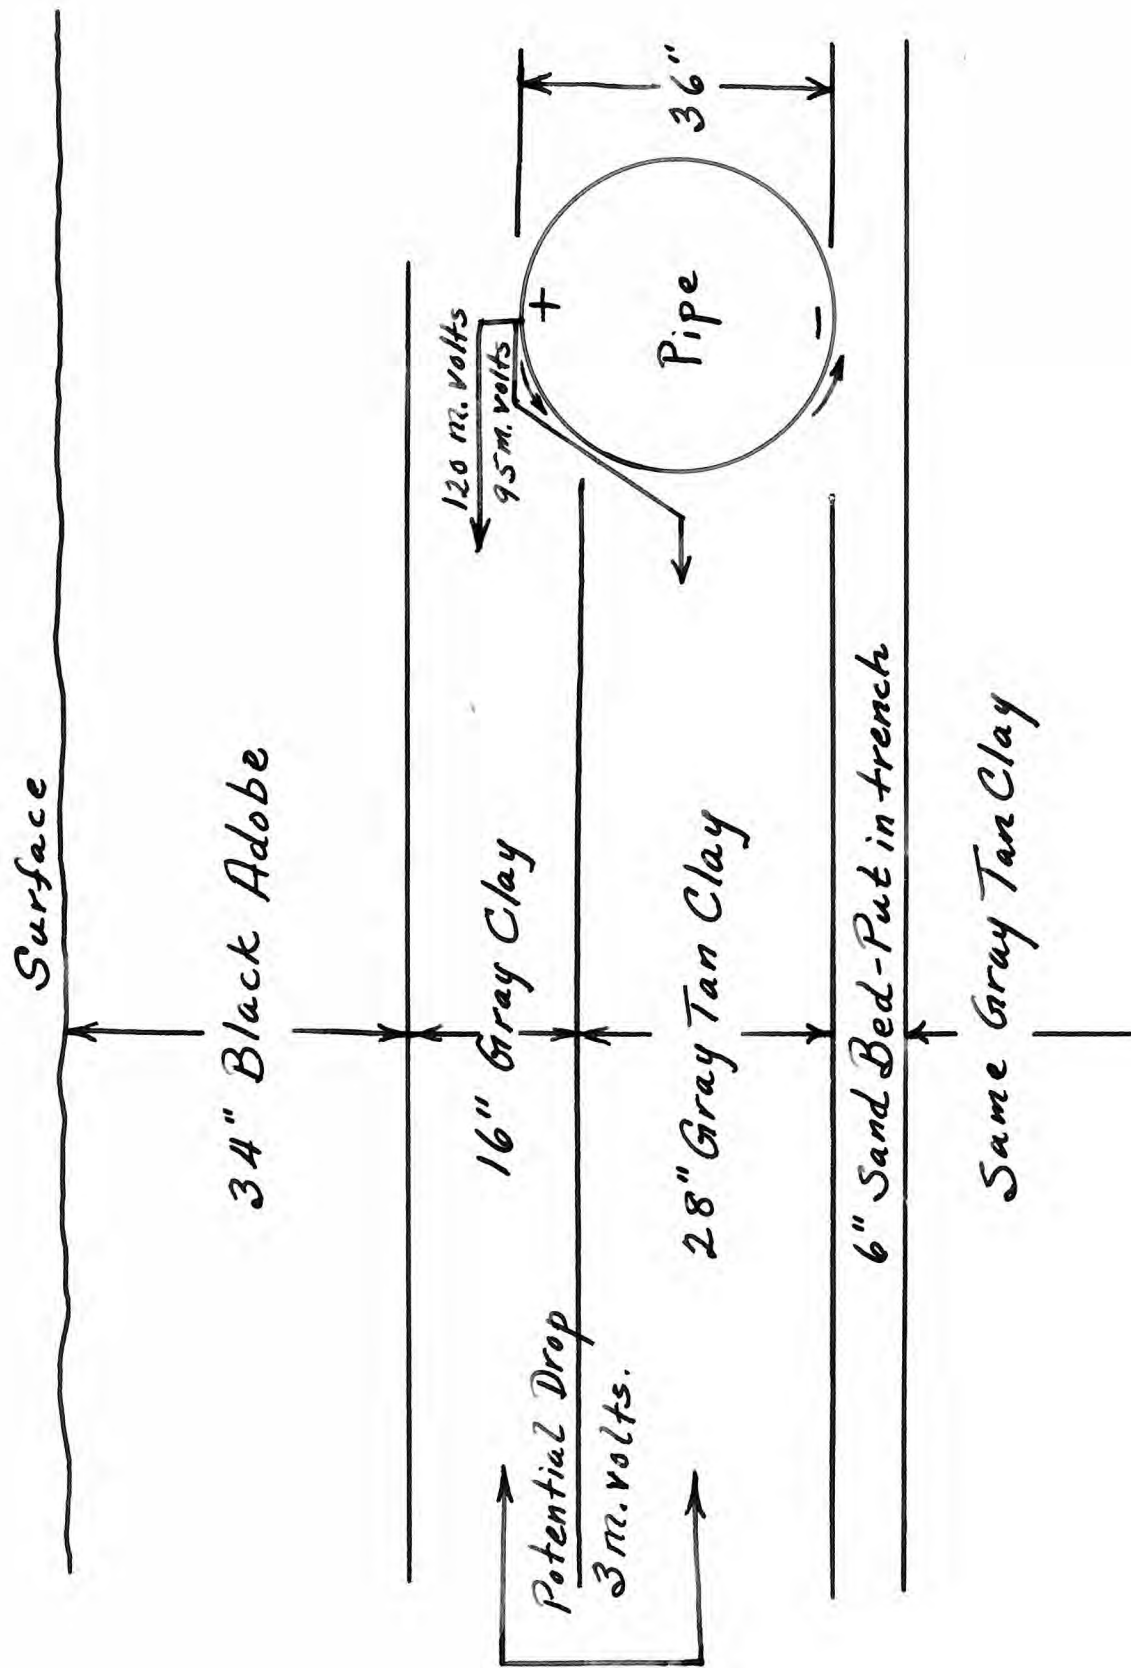 Surface
34" Black Adobe
16" Gray Clay
120 m.volts
95 m.volts
+
36"
Pipe
-
Potential Drop
3 m.volts.
28" Gray Tan Clay
6" Sand Bed-Put in trench
Same Gray Tan Clay